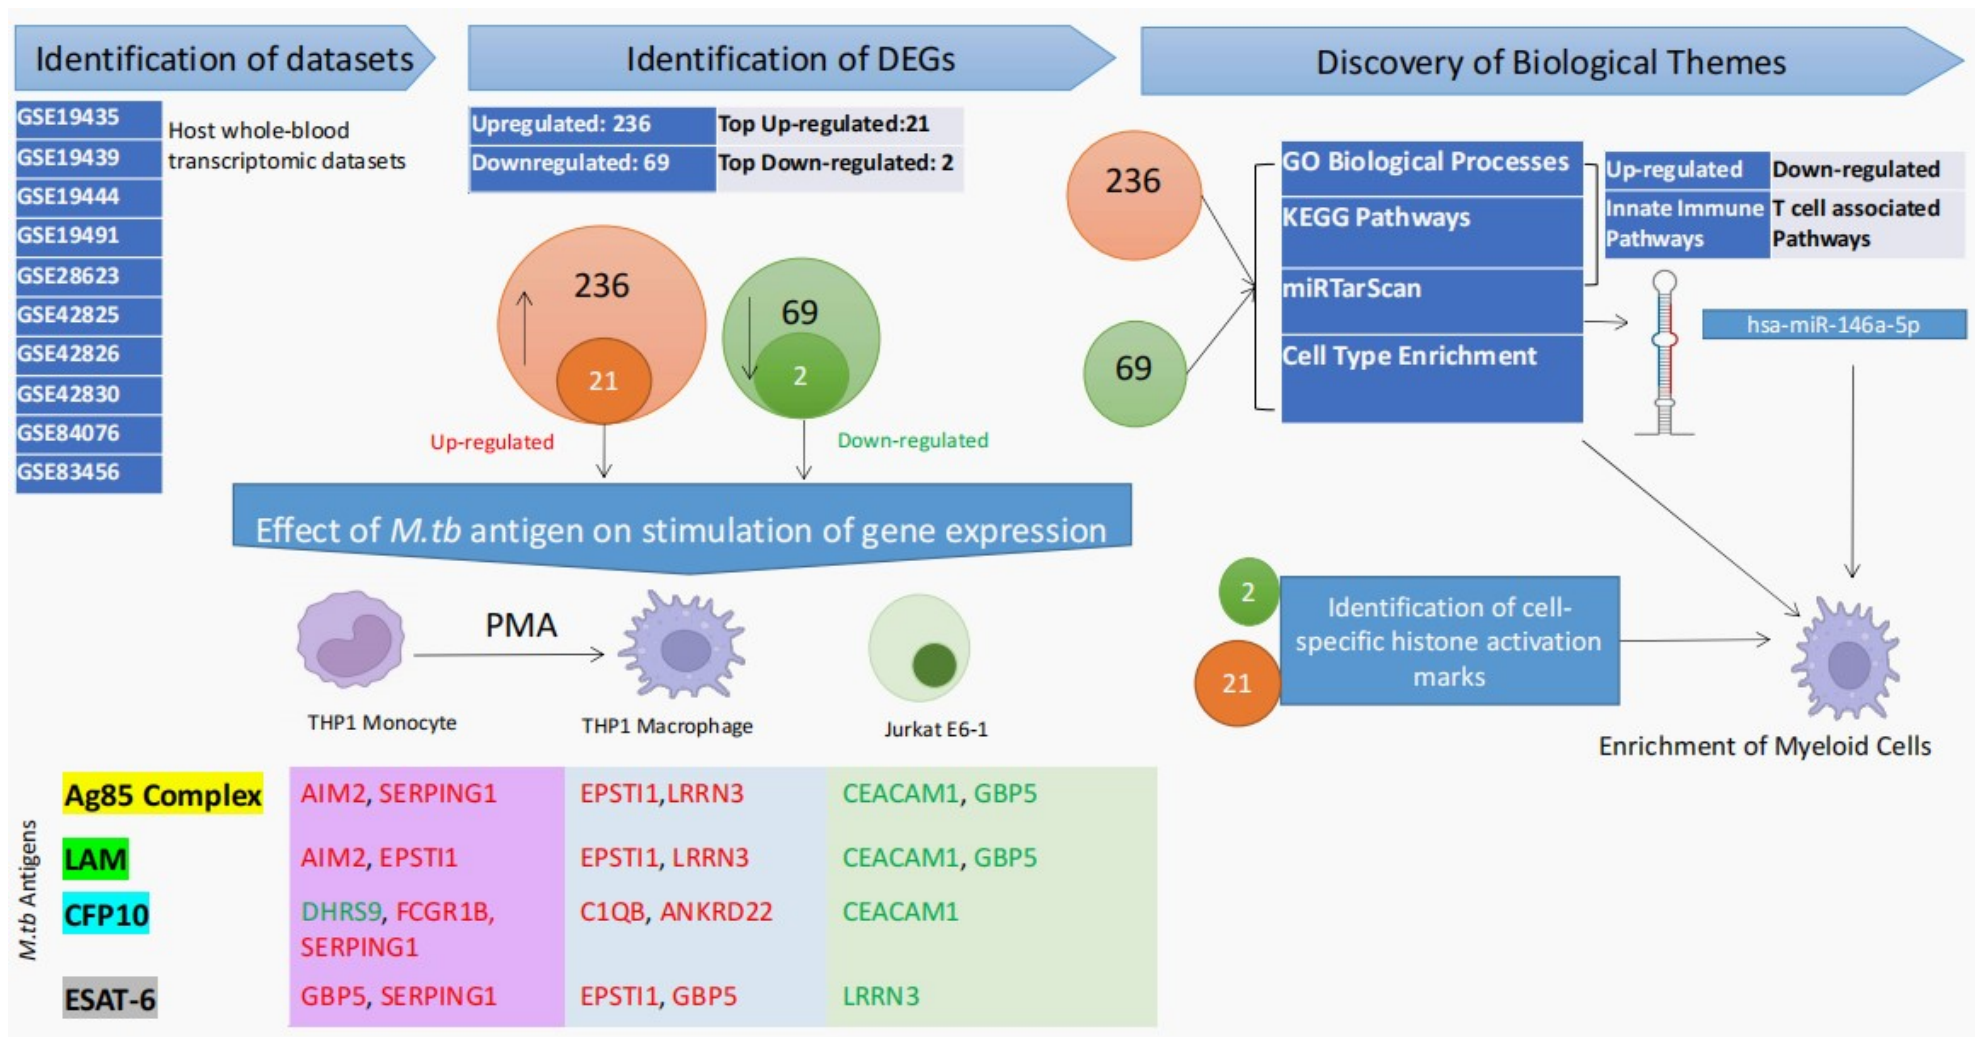 Identification of datasets
GSE19435
GSE19439
GSE19444
GSE19491
GSE28623
GSE42825
GSE42826
GSE42830
GSE84076
GSE83456
Host whole-blood
transcriptomic datasets
Identification of DEGs
Upregulated: 236
Top Up-regulated:21
Downregulated: 69
Top Down-regulated: 2
236
21
69
2
Up-regulated
Down-regulated
Effect of M.tb antigen on stimulation of gene expression
PMA
THP1 Monocyte
THP1 Macrophage
Jurkat E6-1
M.tb Antigens
Ag85 Complex
AIM2, SERPING1
EPSTI1,LRRN3
CEACAM1, GBP5
LAM
AIM2, EPSTI1
EPSTI1, LRRN3
CEACAM1, GBP5
CFP10
DHRS9, FCGR1B,
SERPING1
C1QB, ANKRD22
CEACAM1
ESAT-6
GBP5, SERPING1
EPSTI1, GBP5
LRRN3
Discovery of Biological Themes
236
69
GO Biological Processes
KEGG Pathways
miRTarScan
Cell Type Enrichment
Up-regulated
Down-regulated
Innate Immune
Pathways
T cell associated
Pathways
hsa-miR-146a-5p
2
21
Identification of cell-
specific histone activation
marks
Enrichment of Myeloid Cells